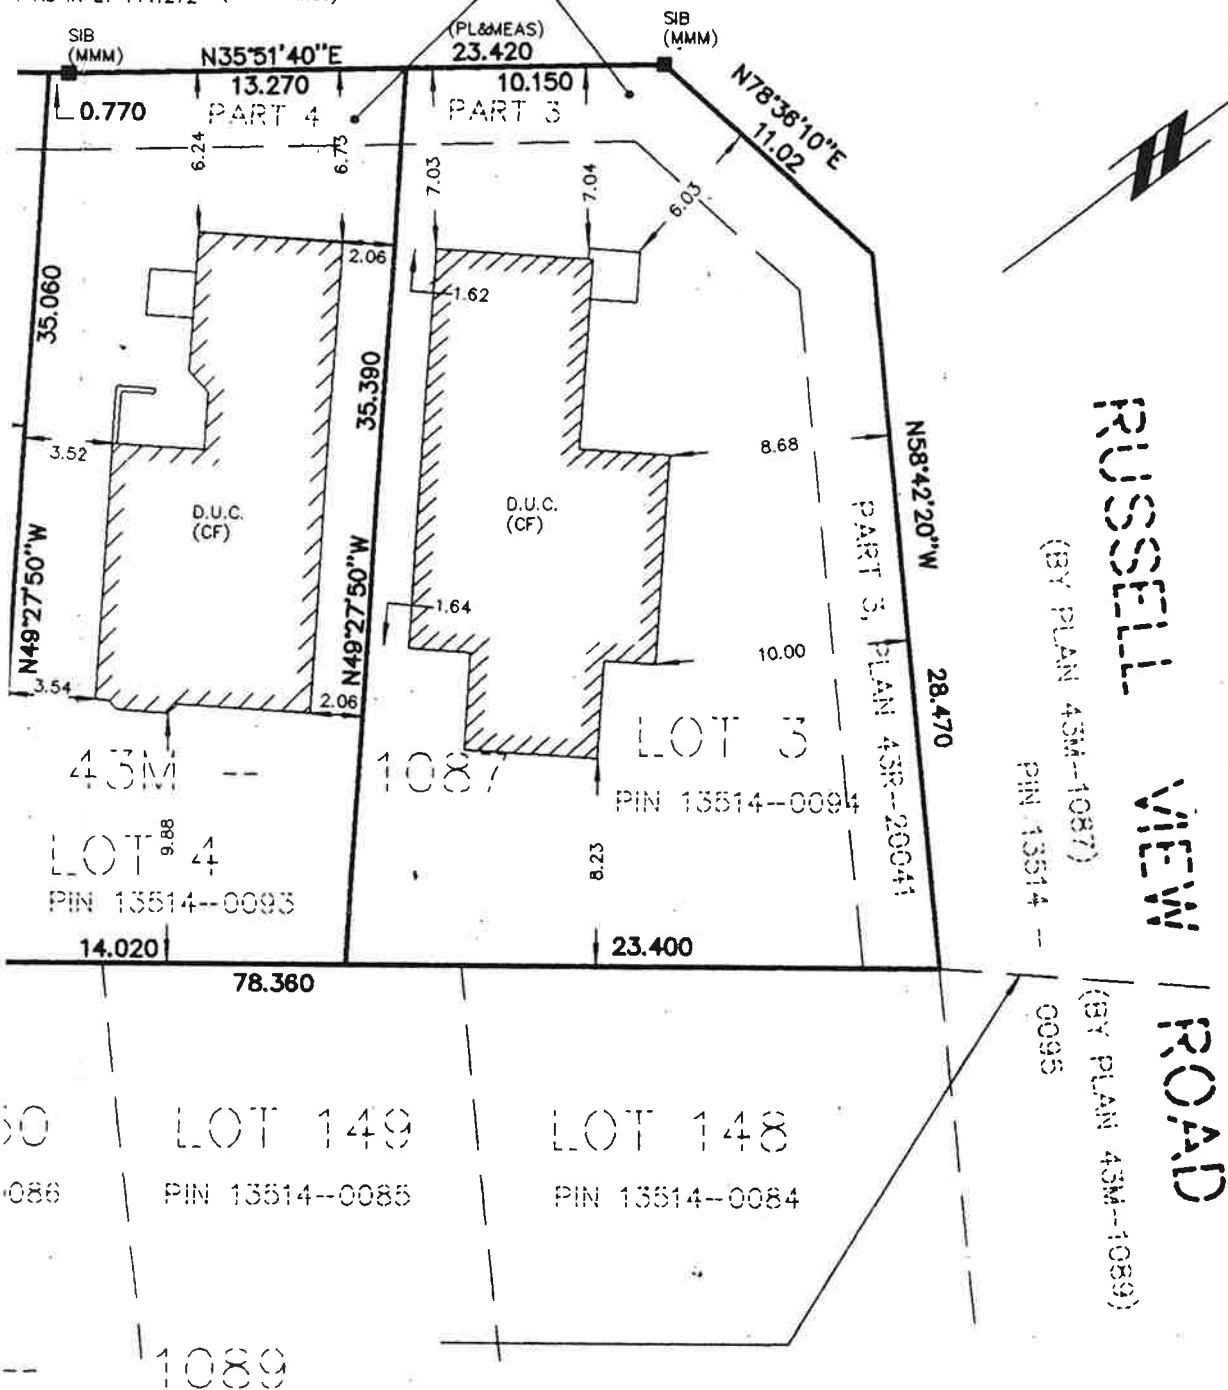 SIB
(MMM)
N35°51'40"E
(PL&MEAS)
23.420
SIB
(MMM)
0.770
13.270
10.150
PART 4
PART 3
N78°36'10"E
11.02
6.24
6.73
7.03
7.04
6.03
2.06
1.62
35.060
35.390
3.52
8.68
D.U.C.
(CF)
D.U.C.
(CF)
N58°42'20"W
28.470
N49°27'50"W
N49°27'50"W
1.64
10.00
3.54
2.06
PART 3, PLAN 43R--20041
43M -- 1087
LOT 3
PIN 13514--0094
LOT 4
PIN 13514--0093
9.88
8.23
14.020
23.400
78.360
RUSSELL VIEW ROAD
(BY PLAN 43M--1087)
PIN 13514 -- 0095
(BY PLAN 43M--1089)
LOT 149
PIN 13514--0085
LOT 148
PIN 13514--0084
50
0086
-- 1089